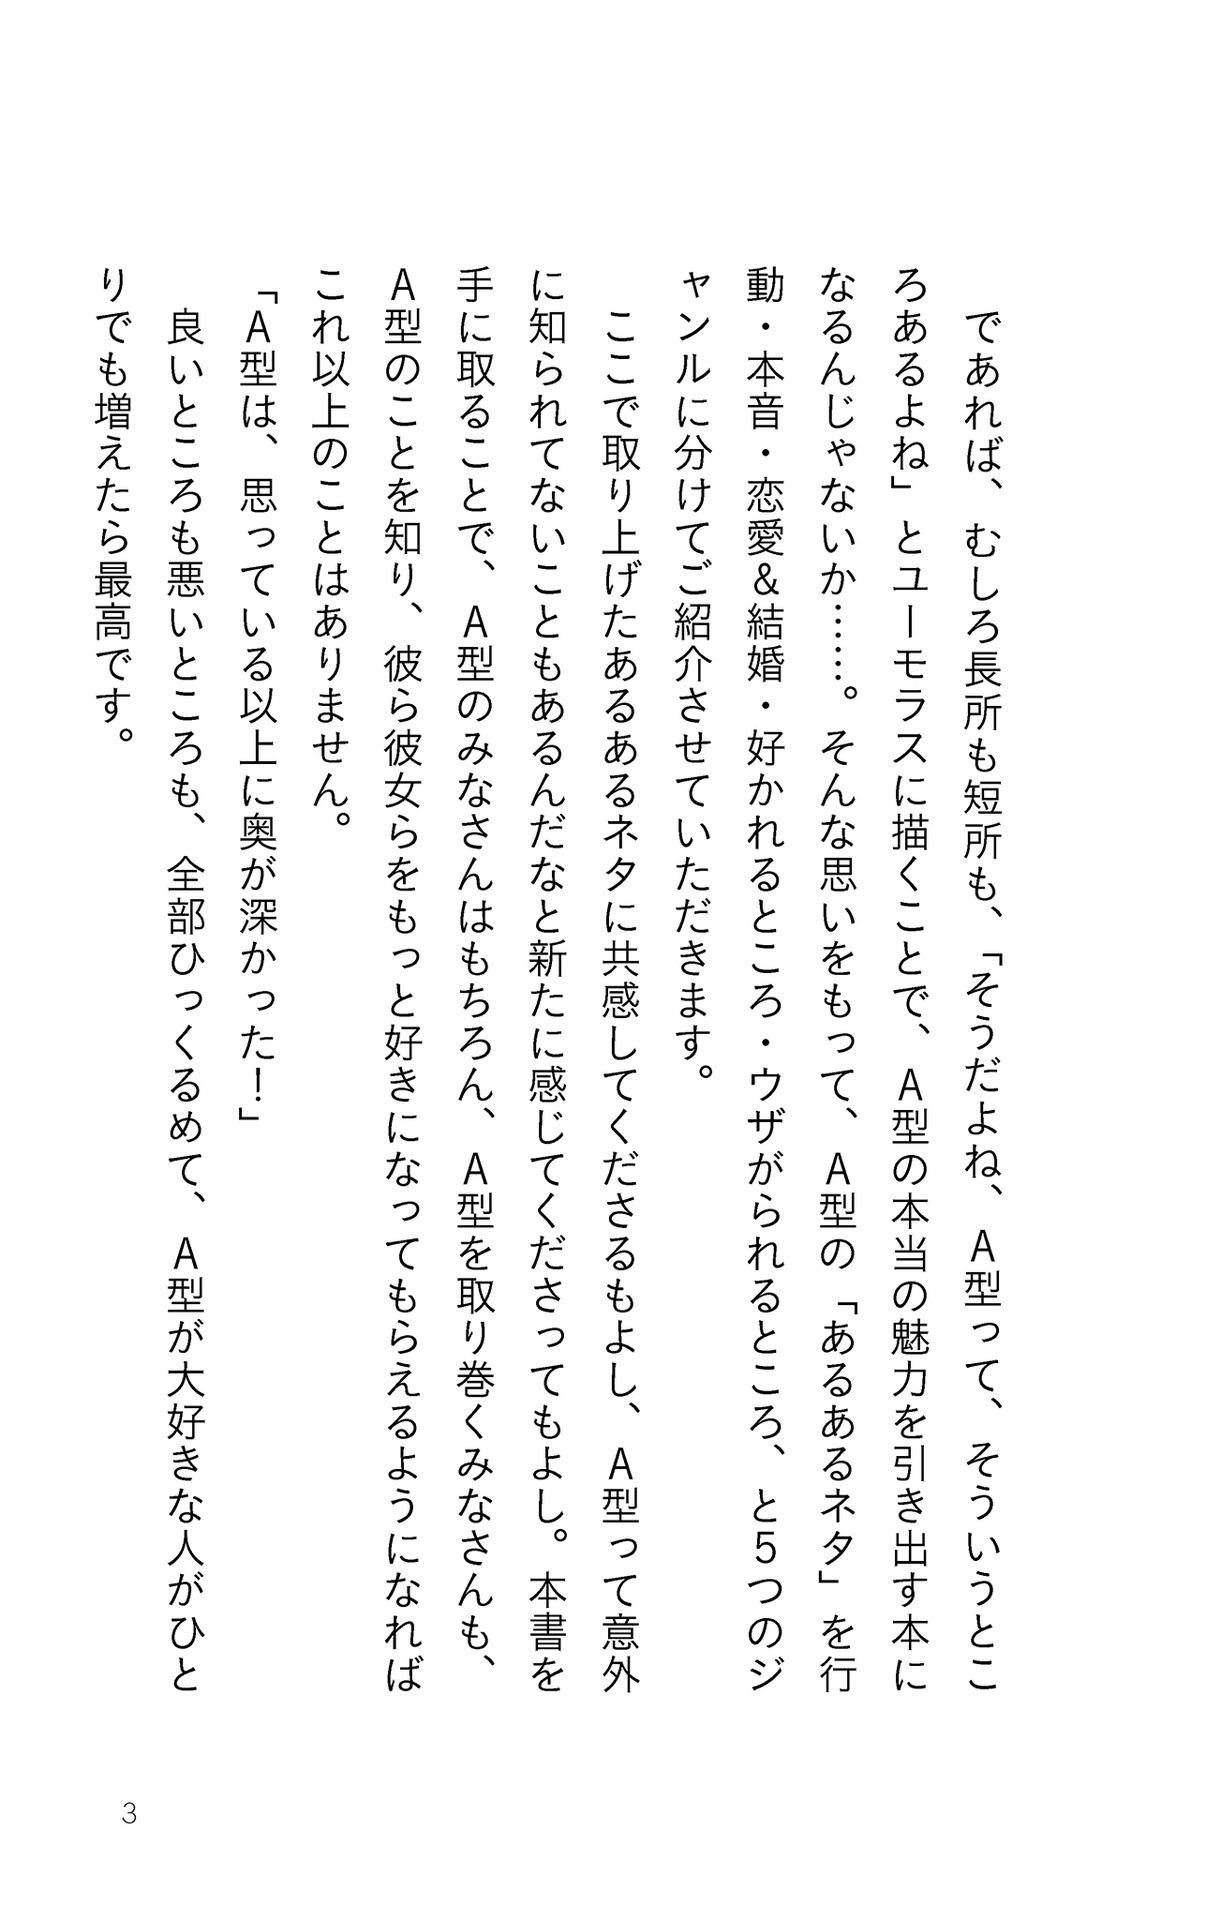 であれば、むしろ長所も短所も、「そうだよね、A型って、そういうとこ
ろあるよね」とユーモラスに描くことで、A型の本当の魅力を引き出す本に
なるんじゃないか……。そんな思いをもって、A型の「あるあるネタ」を行
動・本音・恋愛&結婚・好かれるところ・ウザがられるところ、と5つのジ
ャンルに分けてご紹介させていただきます。
ここで取り上げたあるあるネタに共感してくださるもよし、A型って意外
に知られてないこともあるんだなと新たに感じてくださってもよし。本書を
手に取ることで、A型のみなさんはもちろん、A型を取り巻くみなさんも、
A型のことを知り、彼ら彼女らをもっと好きになってもらえるようになれば
これ以上のことはありません。
「A型は、思っている以上に奥が深かった!」
良いところも悪いところも、全部ひっくるめて、A型が大好きな人がひと
りでも増えたら最高です。
3